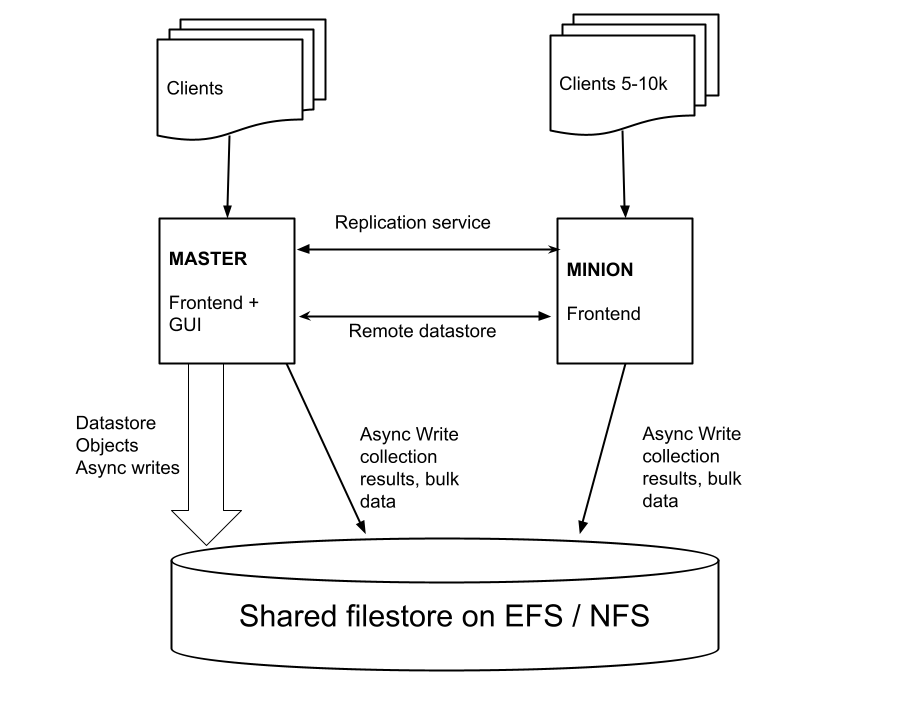 Clients
Clients 5-10k
Replication service
MASTER
Frontend +
GUI
MINION
Frontend
Remote datastore
Datastore
Objects
Async writes
Async Write
collection
results, bulk
data
Async Write
collection
results, bulk
data
Shared filestore on EFS / NFS